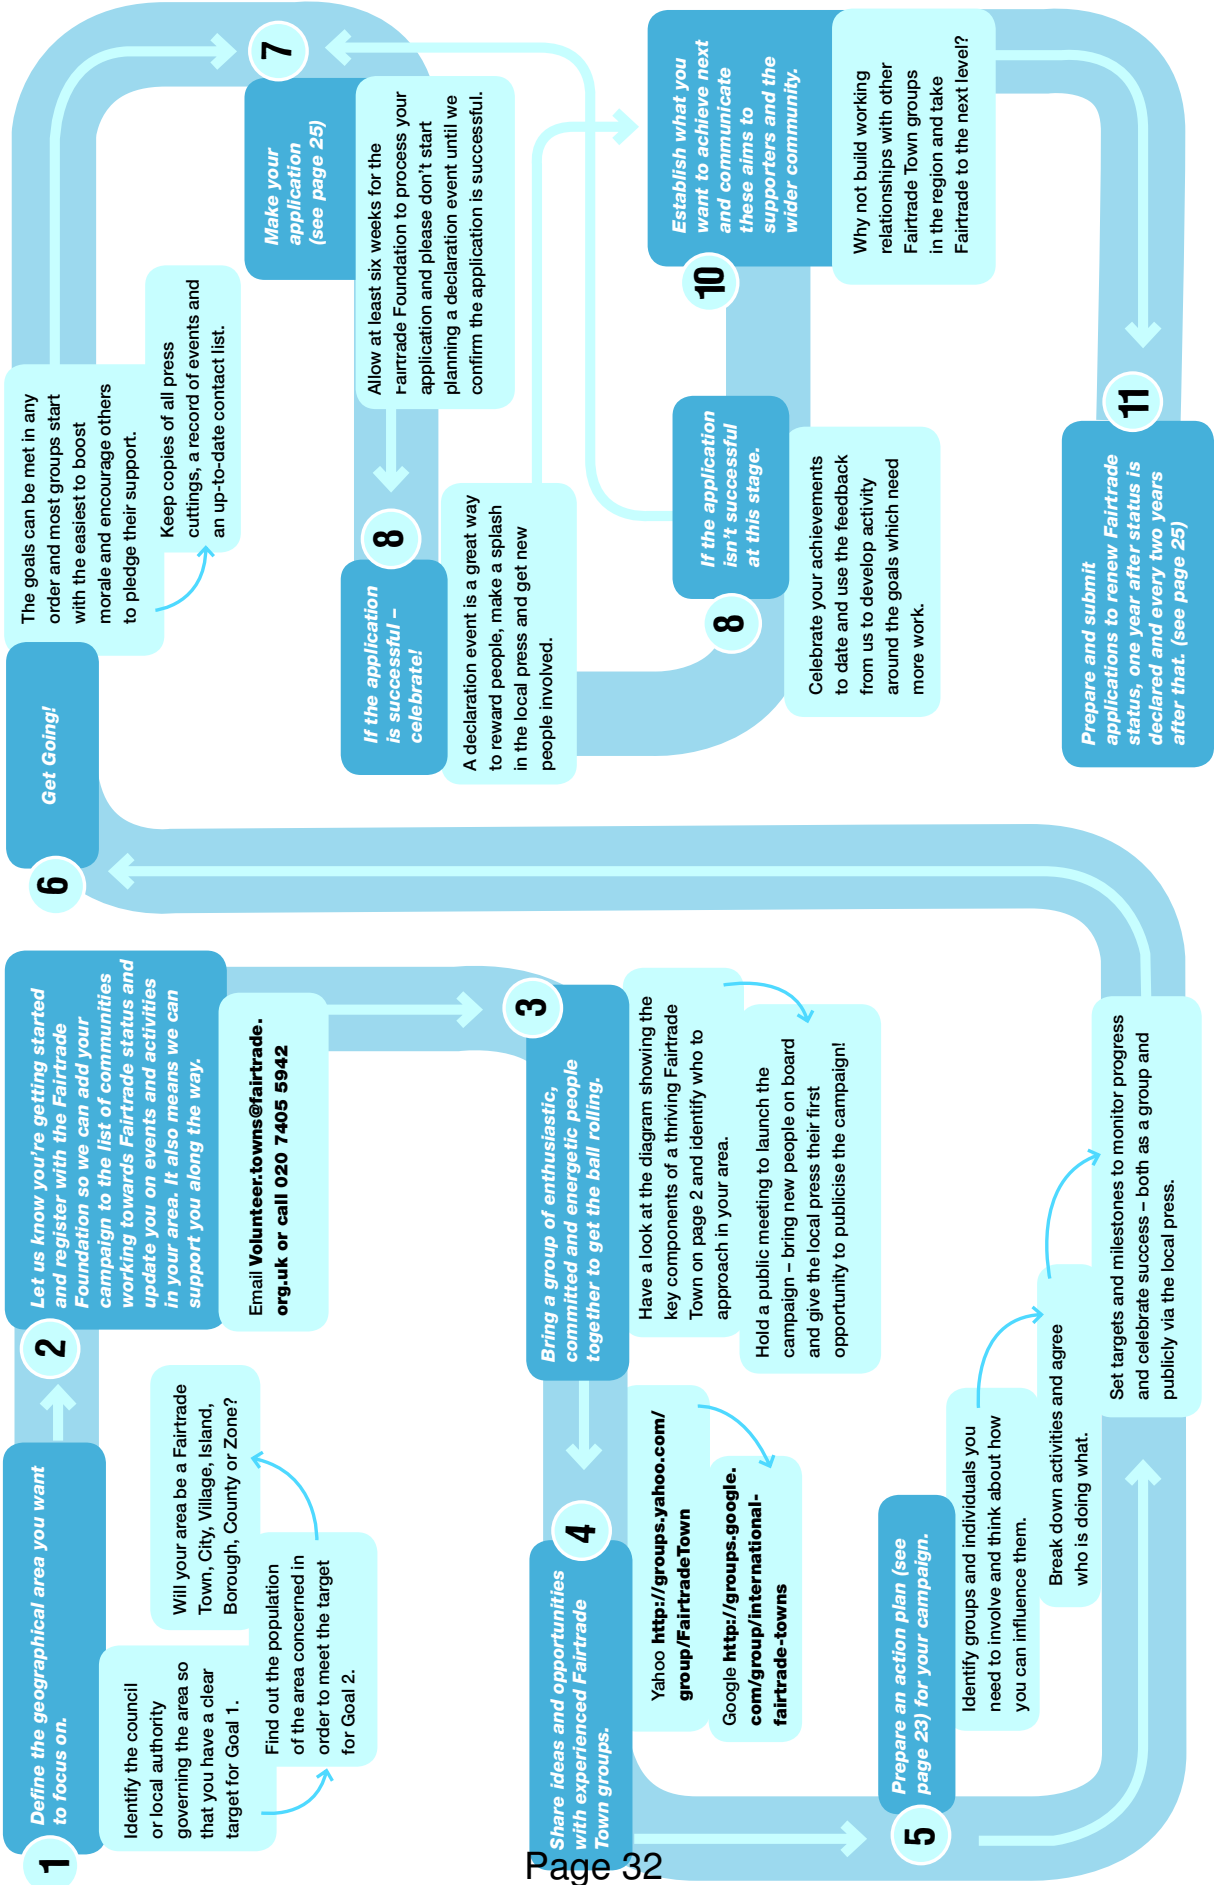 1
Define the geographical area you want
to focus on.
Identify the council
or local authority
governing the area so
that you have a clear
target for Goal 1.
Find out the population
of the area concerned in
order to meet the target
for Goal 2.
Will your area be a Fairtrade
Town, City, Village, Island,
Borough, County or Zone?
2
Let us know you're getting started
and register with the Fairtrade
Foundation so we can add your
campaign to the list of communities
working towards Fairtrade status and
update you on events and activities
in your area. It also means we can
support you along the way.
Email Volunteer.towns@fairtrade.
org.uk or call 020 7405 5942
3
Bring a group of enthusiastic,
committed and energetic people
together to get the ball rolling.
Have a look at the diagram showing the
key components of a thriving Fairtrade
Town on page 2 and identify who to
approach in your area.
Hold a public meeting to launch the
campaign – bring new people on board
and give the local press their first
opportunity to publicise the campaign!
4
Share ideas and opportunities
with experienced Fairtrade
Town groups.
Yahoo http://groups.yahoo.com/
group/FairtradeTown
Google http://groups.google.
com/group/international-
fairtrade-towns
5
Prepare an action plan (see
page 23) for your campaign.
Identify groups and individuals you
need to involve and think about how
you can influence them.
Break down activities and agree
who is doing what.
Set targets and milestones to monitor progress
and celebrate success – both as a group and
publicly via the local press.
6
Get Going!
The goals can be met in any
order and most groups start
with the easiest to boost
morale and encourage others
to pledge their support.
Keep copies of all press
cuttings, a record of events and
an up-to-date contact list.
7
Make your
application
(see page 25)
Allow at least six weeks for the
Fairtrade Foundation to process your
application and please don't start
planning a declaration event until we
confirm the application is successful.
8
If the application
is successful –
celebrate!
A declaration event is a great way
to reward people, make a splash
in the local press and get new
people involved.
8
If the application
isn't successful
at this stage.
Celebrate your achievements
to date and use the feedback
from us to develop activity
around the goals which need
more work.
10
Establish what you
want to achieve next
and communicate
these aims to
supporters and the
wider community.
Why not build working
relationships with other
Fairtrade Town groups
in the region and take
Fairtrade to the next level?
11
Prepare and submit
applications to renew Fairtrade
status, one year after status is
declared and every two years
after that. (see page 25)
Page 32